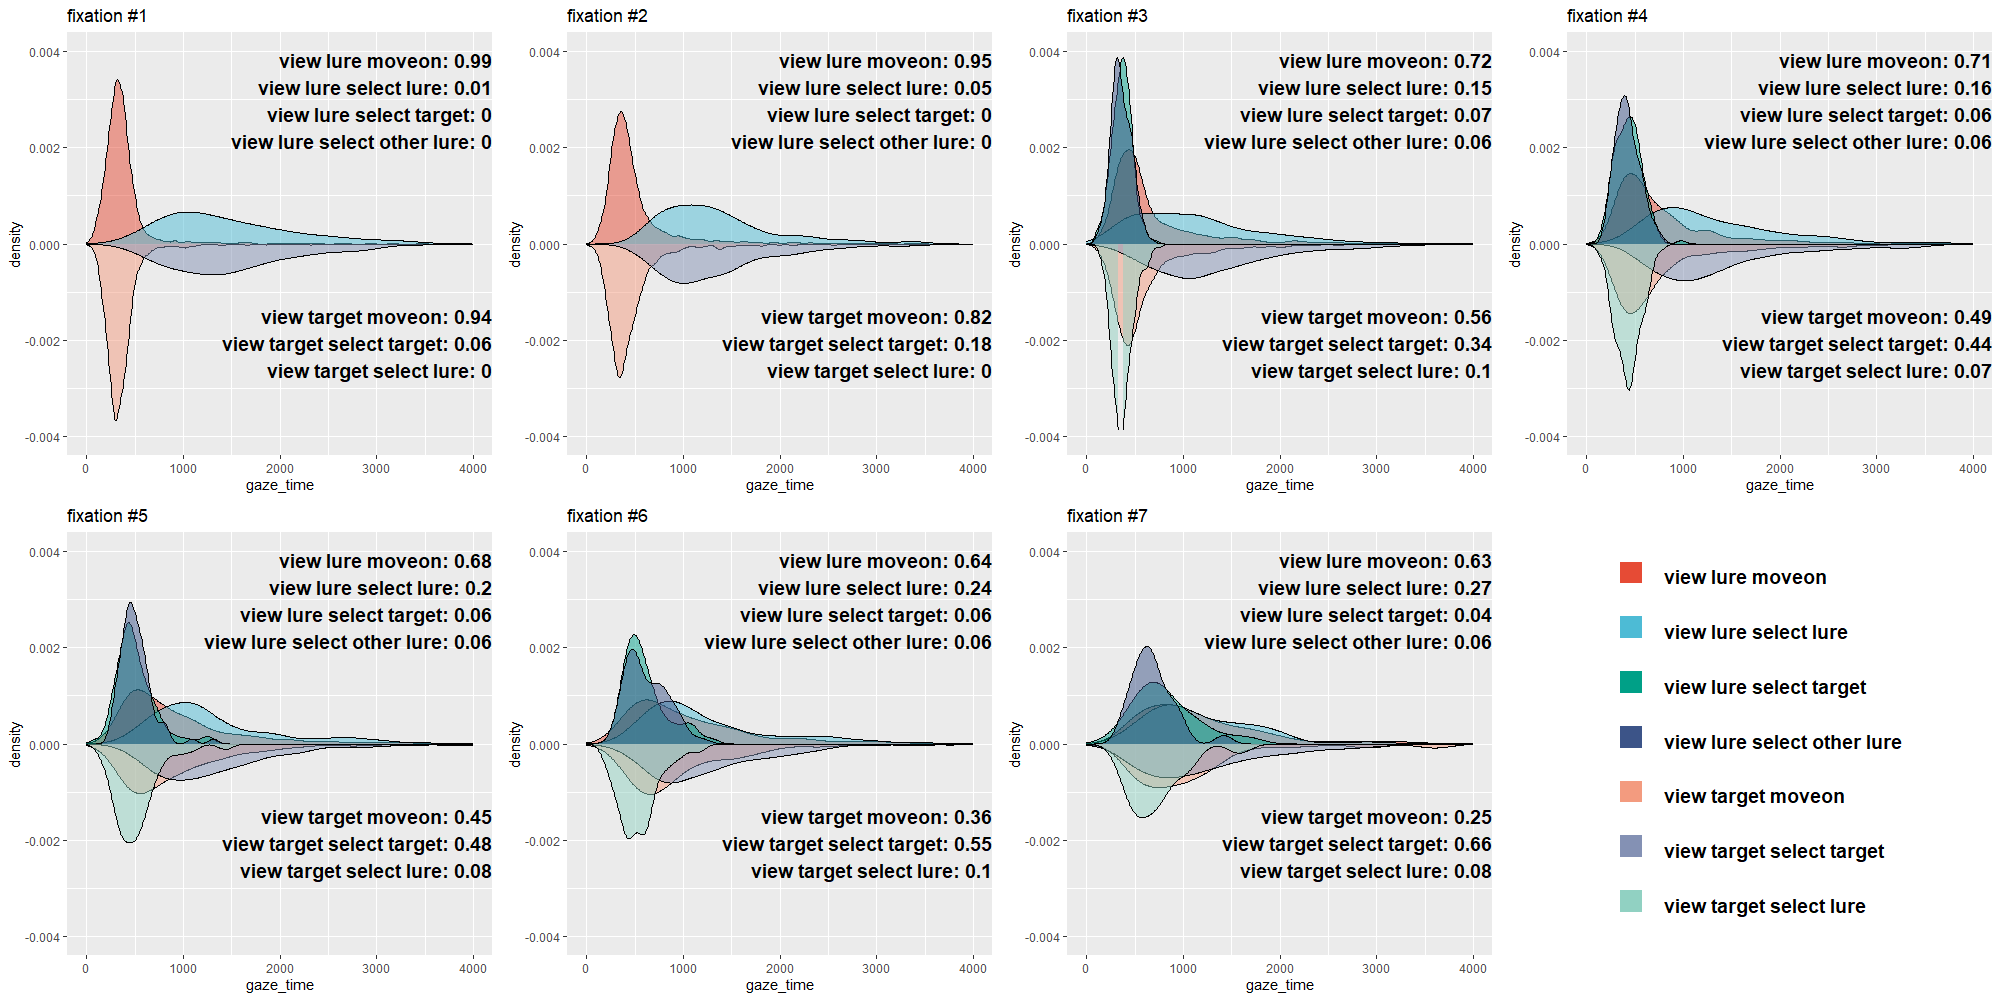 fixation #1
0.004
0.002
0.000
-0.002
-0.004
density
view lure moveon: 0.99
view lure select lure: 0.01
view lure select target: 0
view lure select other lure: 0
view target moveon: 0.94
view target select target: 0.06
view target select lure: 0
0 1000 2000 3000 4000
gaze_time
fixation #2
0.004
0.002
0.000
-0.002
-0.004
density
view lure moveon: 0.95
view lure select lure: 0.05
view lure select target: 0
view lure select other lure: 0
view target moveon: 0.82
view target select target: 0.18
view target select lure: 0
0 1000 2000 3000 4000
gaze_time
fixation #3
0.004
0.002
0.000
-0.002
-0.004
density
view lure moveon: 0.72
view lure select lure: 0.15
view lure select target: 0.07
view lure select other lure: 0.06
view target moveon: 0.56
view target select target: 0.34
view target select lure: 0.1
0 1000 2000 3000 4000
gaze_time
fixation #4
0.004
0.002
0.000
-0.002
-0.004
density
view lure moveon: 0.71
view lure select lure: 0.16
view lure select target: 0.06
view lure select other lure: 0.06
view target moveon: 0.49
view target select target: 0.44
view target select lure: 0.07
0 1000 2000 3000 4000
gaze_time
fixation #5
0.004
0.002
0.000
-0.002
-0.004
density
view lure moveon: 0.68
view lure select lure: 0.2
view lure select target: 0.06
view lure select other lure: 0.06
view target moveon: 0.45
view target select target: 0.48
view target select lure: 0.08
0 1000 2000 3000 4000
gaze_time
fixation #6
0.004
0.002
0.000
-0.002
-0.004
density
view lure moveon: 0.64
view lure select lure: 0.24
view lure select target: 0.06
view lure select other lure: 0.06
view target moveon: 0.36
view target select target: 0.55
view target select lure: 0.1
0 1000 2000 3000 4000
gaze_time
fixation #7
0.004
0.002
0.000
-0.002
-0.004
density
view lure moveon: 0.63
view lure select lure: 0.27
view lure select target: 0.04
view lure select other lure: 0.06
view target moveon: 0.25
view target select target: 0.66
view target select lure: 0.08
0 1000 2000 3000 4000
gaze_time
view lure moveon
view lure select lure
view lure select target
view lure select other lure
view target moveon
view target select target
view target select lure